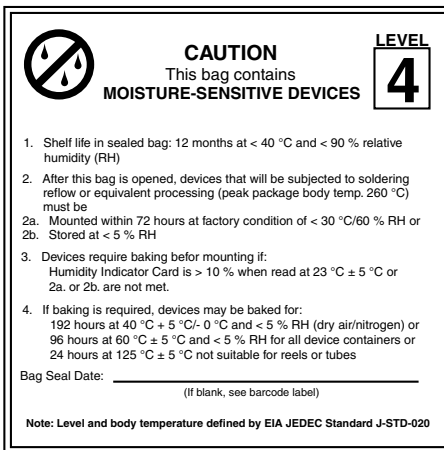 LEVEL
CAUTION
This bag contains
MOISTURE-SENSITIVE DEVICES
4
1. Shelf life in sealed bag: 12 months at < 40 °C and < 90 % relative
humidity (RH)
2. After this bag is opened, devices that will be subjected to soldering
reflow or equivalent processing (peak package body temp. 260 °C)
must be
2a. Mounted within 72 hours at factory condition of < 30 °C/60 % RH or
2b. Stored at < 5 % RH
3. Devices require baking befor mounting if:
Humidity Indicator Card is > 10 % when read at 23 °C ± 5 °C or
2a. or 2b. are not met.
4. If baking is required, devices may be baked for:
192 hours at 40 °C + 5 °C/- 0 °C and < 5 % RH (dry air/nitrogen) or
96 hours at 60 °C ± 5 °C and < 5 % RH for all device containers or
24 hours at 125 °C ± 5 °C not suitable for reels or tubes
Bag Seal Date:
(If blank, see barcode label)
Note: Level and body temperature defined by EIA JEDEC Standard J-STD-020